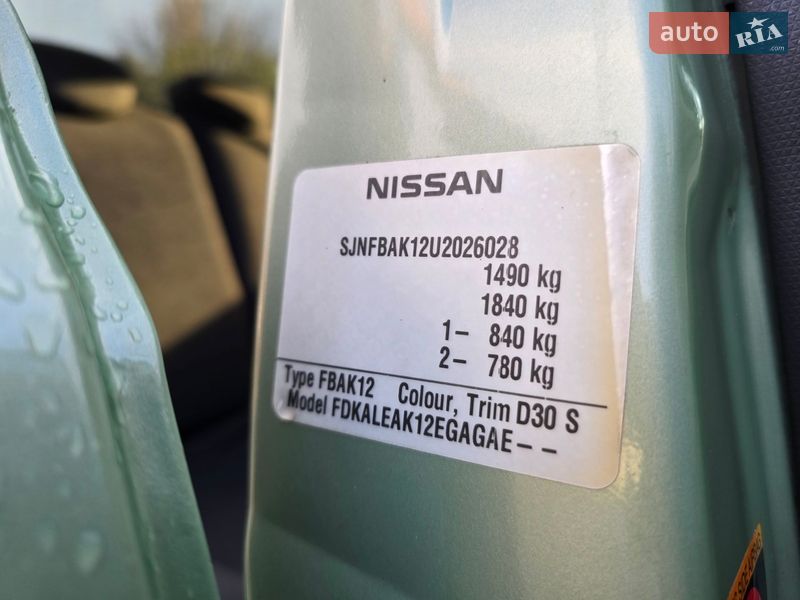 auto RIA
.com
NISSAN
SJNFBAK12U2026028
1490 kg
1840 kg
1- 840 kg
2- 780 kg
Type FBAK12 Colour, Trim D30 S
Model FDKALEAK12EGAGAE--